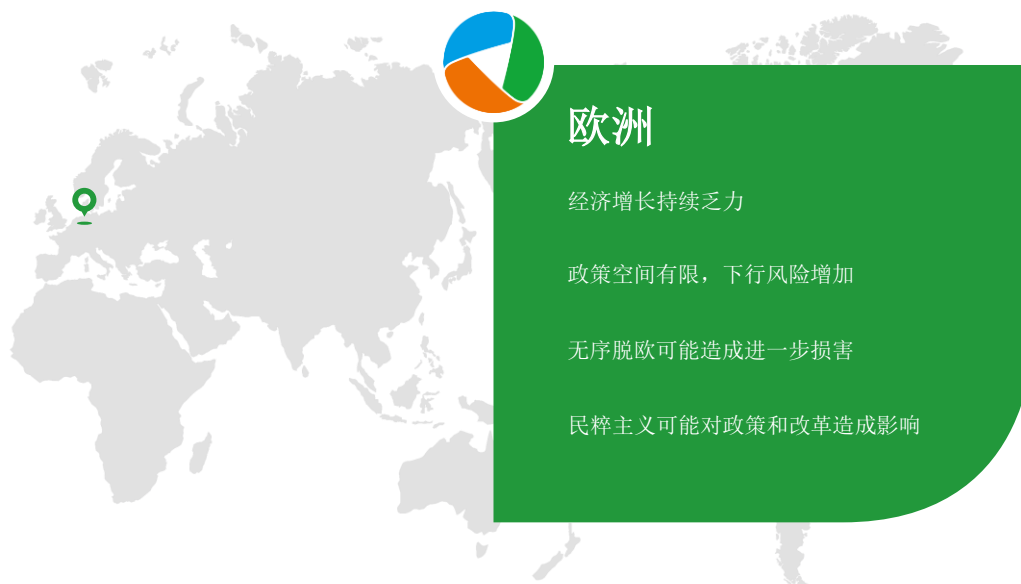 欧洲
经济增长持续乏力
政策空间有限，下行风险增加
无序脱欧可能造成进一步损害
民粹主义可能对政策和改革造成影响